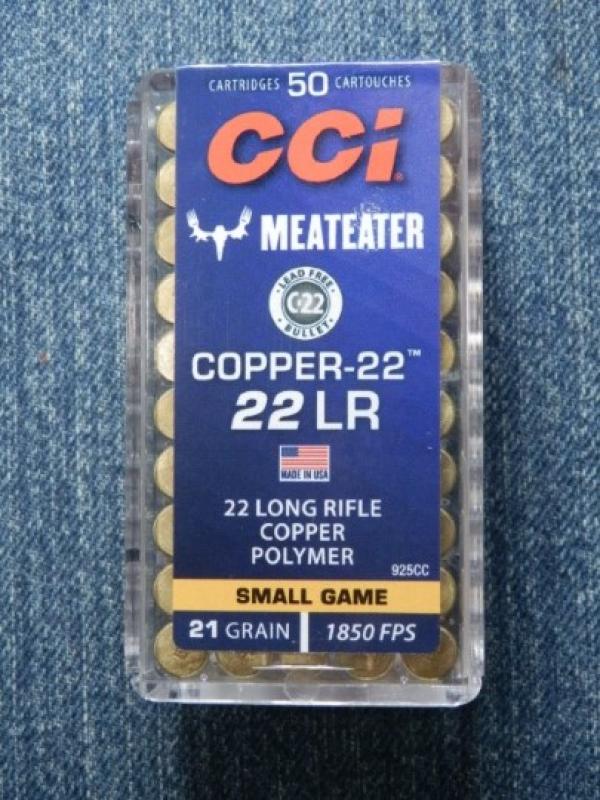 CARTRIDGES 50 CARTOUCHES
CCI
MEATEATER
LEAD FREE
C-22
BULLET
COPPER-22™
22 LR
MADE IN USA
22 LONG RIFLE
COPPER
POLYMER
925CC
SMALL GAME
21 GRAIN | 1850 FPS